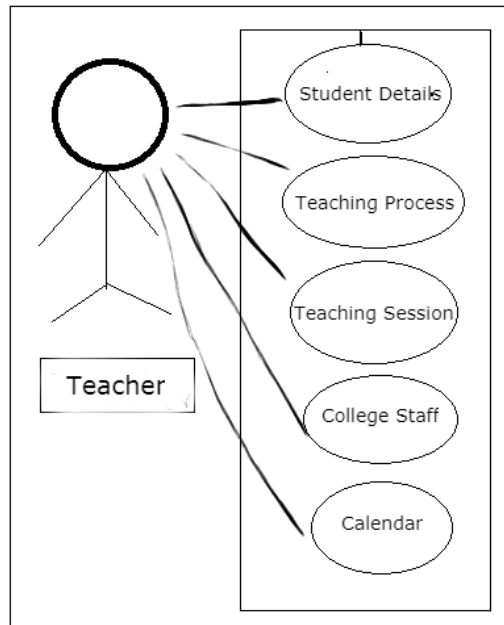 Student Details
Teaching Process
Teaching Session
Teacher
College Staff
Calendar